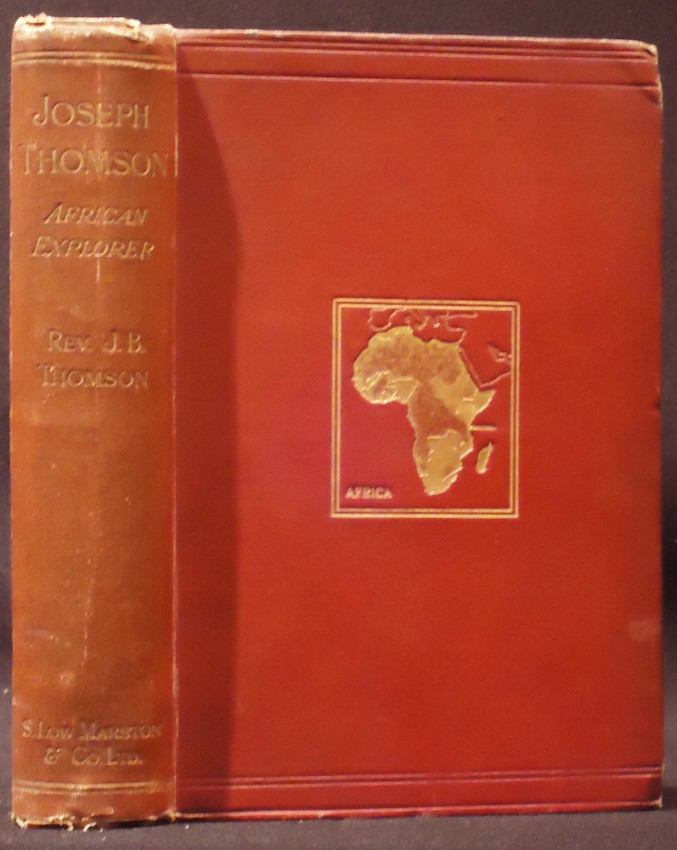 JOSEPH
THOMSON
AFRICAN
EXPLORER
REV. J. B.
THOMSON
S. LOW MARSTON
& CO. LTD.
AFRICA